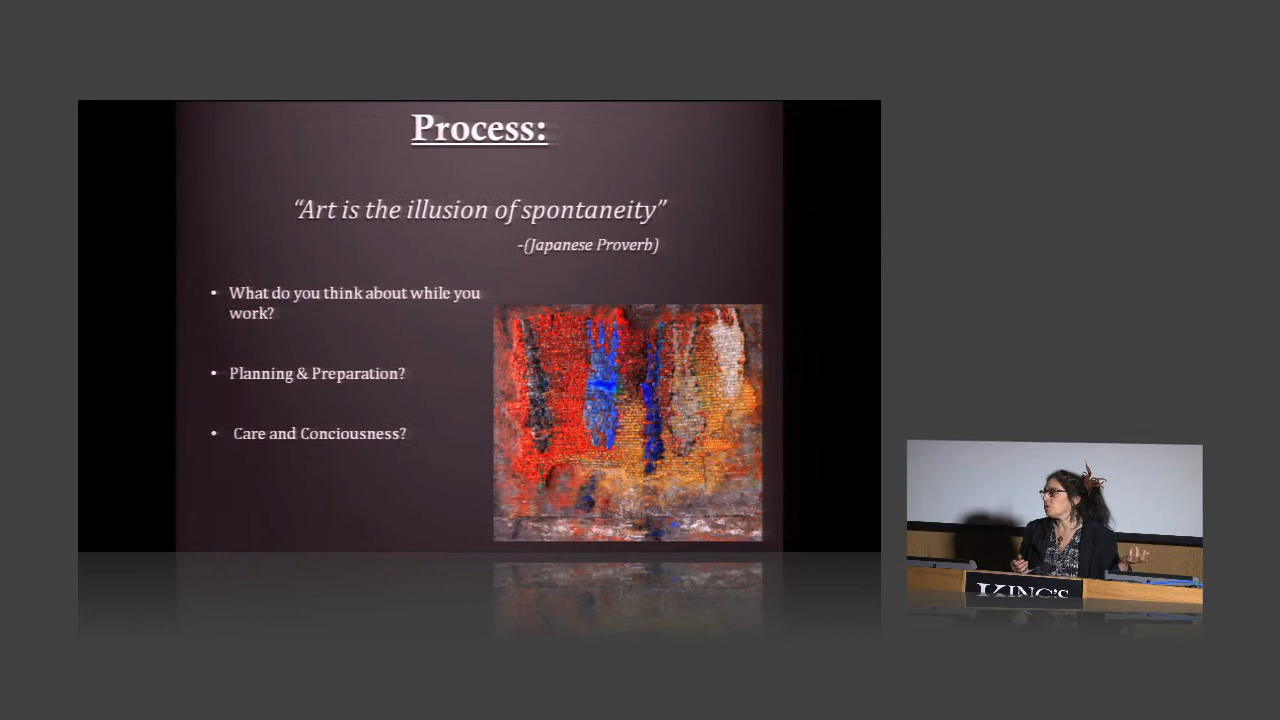 Process:
“Art is the illusion of spontaneity”
-(Japanese Proverb)
• What do you think about while you
work?
• Planning & Preparation?
• Care and Conciousness?
KING'S